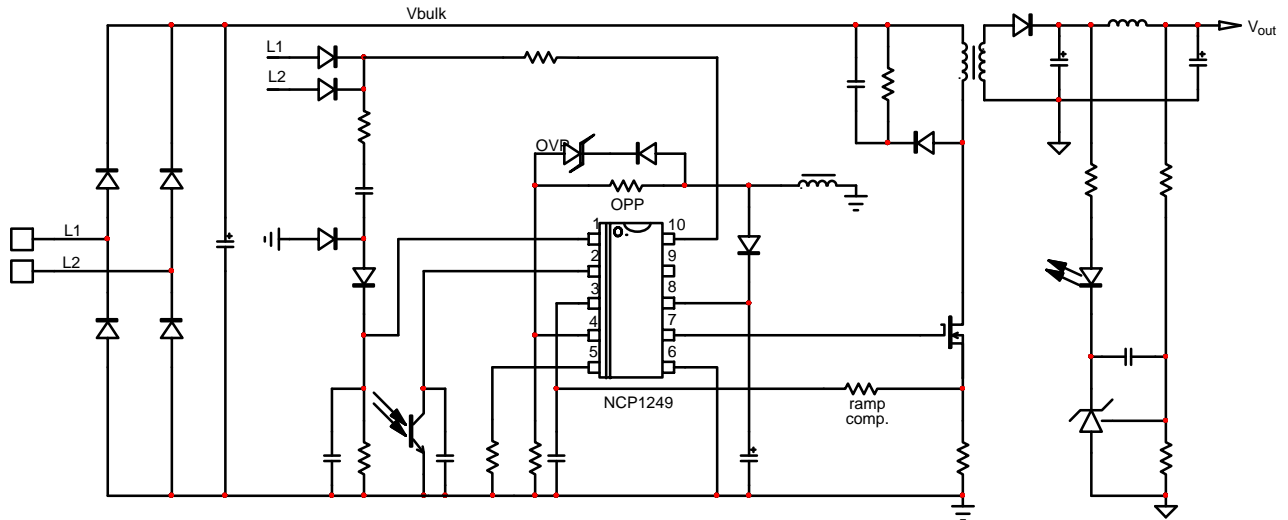 Vbulk
Vout
L1
L2
OVP
OPP
L1
L2
1
2
3
4
5
10
9
8
7
6
NCP1249
ramp
comp.